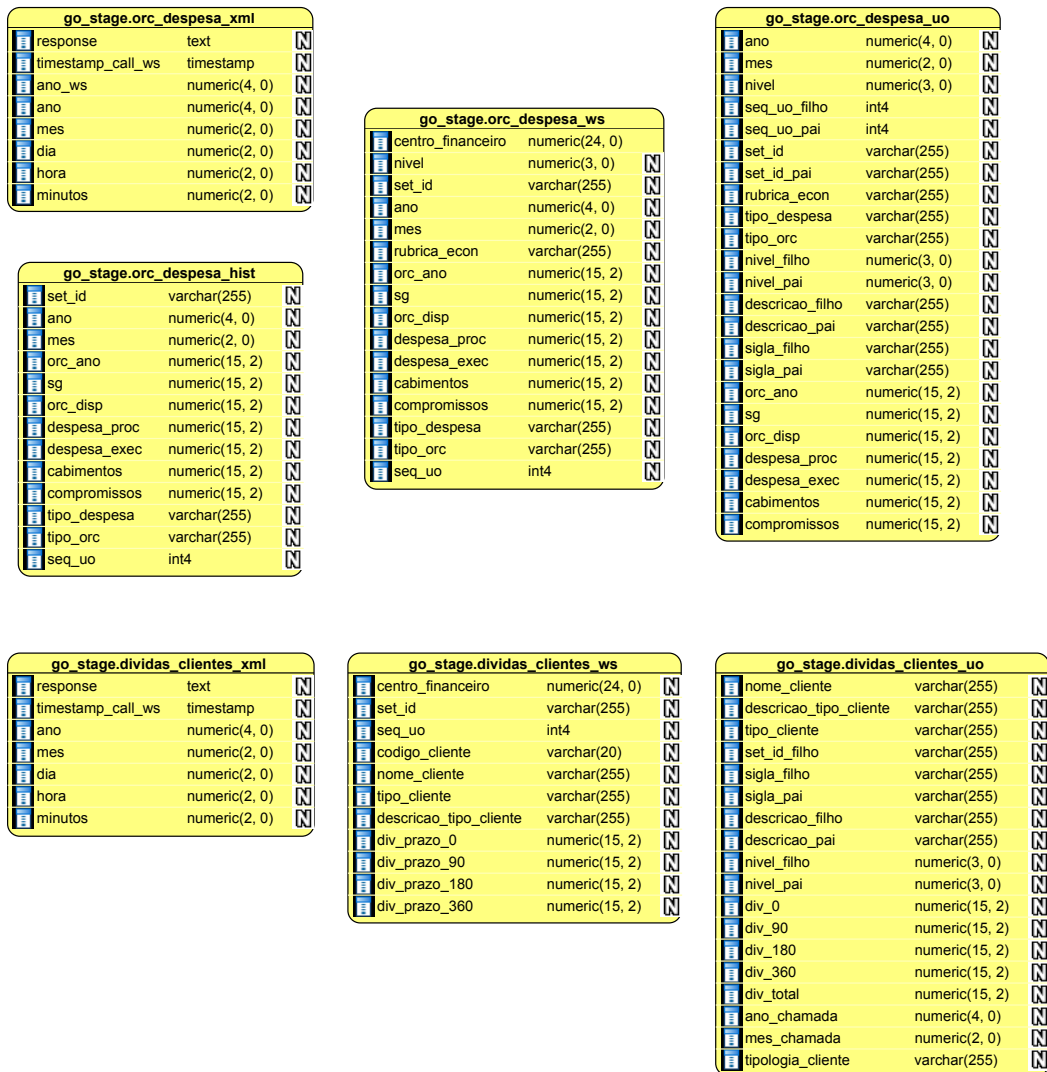 go_stage.orc_despesa_xml
response text N
timestamp_call_ws timestamp N
ano_ws numeric(4, 0) N
ano numeric(4, 0) N
mes numeric(2, 0) N
dia numeric(2, 0) N
hora numeric(2, 0) N
minutos numeric(2, 0) N
go_stage.orc_despesa_hist
set_id varchar(255) N
ano numeric(4, 0) N
mes numeric(2, 0) N
orc_ano numeric(15, 2) N
sg numeric(15, 2) N
orc_disp numeric(15, 2) N
despesa_proc numeric(15, 2) N
despesa_exec numeric(15, 2) N
cabimentos numeric(15, 2) N
compromissos numeric(15, 2) N
tipo_despesa varchar(255) N
tipo_orc varchar(255) N
seq_uo int4 N
go_stage.orc_despesa_ws
centro_financeiro numeric(24, 0)
nivel numeric(3, 0) N
set_id varchar(255) N
ano numeric(4, 0) N
mes numeric(2, 0) N
rubrica_econ varchar(255) N
orc_ano numeric(15, 2) N
sg numeric(15, 2) N
orc_disp numeric(15, 2) N
despesa_proc numeric(15, 2) N
despesa_exec numeric(15, 2) N
cabimentos numeric(15, 2) N
compromissos numeric(15, 2) N
tipo_despesa varchar(255) N
tipo_orc varchar(255) N
seq_uo int4 N
go_stage.orc_despesa_uo
ano numeric(4, 0) N
mes numeric(2, 0) N
nivel numeric(3, 0) N
seq_uo_filho int4 N
seq_uo_pai int4 N
set_id varchar(255) N
set_id_pai varchar(255) N
rubrica_econ varchar(255) N
tipo_despesa varchar(255) N
tipo_orc varchar(255) N
nivel_filho numeric(3, 0) N
nivel_pai numeric(3, 0) N
descricao_filho varchar(255) N
descricao_pai varchar(255) N
sigla_filho varchar(255) N
sigla_pai varchar(255) N
orc_ano numeric(15, 2) N
sg numeric(15, 2) N
orc_disp numeric(15, 2) N
despesa_proc numeric(15, 2) N
despesa_exec numeric(15, 2) N
cabimentos numeric(15, 2) N
compromissos numeric(15, 2) N
go_stage.dividas_clientes_xml
response text N
timestamp_call_ws timestamp N
ano numeric(4, 0) N
mes numeric(2, 0) N
dia numeric(2, 0) N
hora numeric(2, 0) N
minutos numeric(2, 0) N
go_stage.dividas_clientes_ws
centro_financeiro numeric(24, 0) N
set_id varchar(255) N
seq_uo int4 N
codigo_cliente varchar(20) N
nome_cliente varchar(255) N
tipo_cliente varchar(255) N
descricao_tipo_cliente varchar(255) N
div_prazo_0 numeric(15, 2) N
div_prazo_90 numeric(15, 2) N
div_prazo_180 numeric(15, 2) N
div_prazo_360 numeric(15, 2) N
go_stage.dividas_clientes_uo
nome_cliente varchar(255) N
descricao_tipo_cliente varchar(255) N
tipo_cliente varchar(255) N
set_id_filho varchar(255) N
sigla_filho varchar(255) N
sigla_pai varchar(255) N
descricao_filho varchar(255) N
descricao_pai varchar(255) N
nivel_filho numeric(3, 0) N
nivel_pai numeric(3, 0) N
div_0 numeric(15, 2) N
div_90 numeric(15, 2) N
div_180 numeric(15, 2) N
div_360 numeric(15, 2) N
div_total numeric(15, 2) N
ano_chamada numeric(4, 0) N
mes_chamada numeric(2, 0) N
tipologia_cliente varchar(255) N